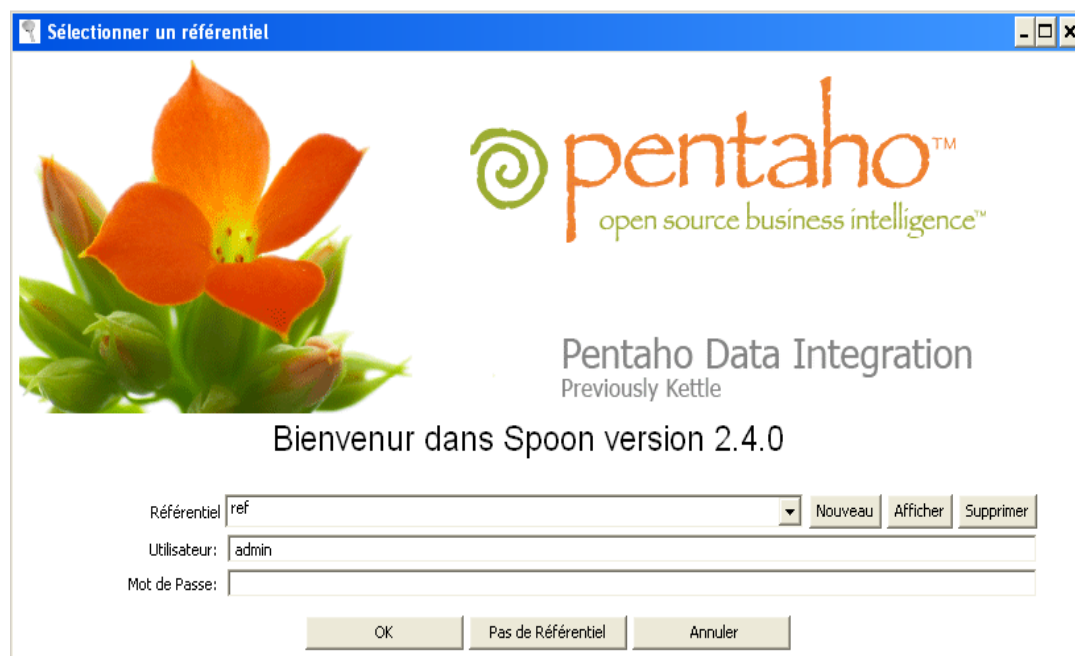 Sélectionner un référentiel
pentaho™
open source business intelligence™
Pentaho Data Integration
Previously Kettle
Bienvenur dans Spoon version 2.4.0
Référentiel ref Nouveau Afficher Supprimer
Utilisateur: admin
Mot de Passe:
OK Pas de Référentiel Annuler